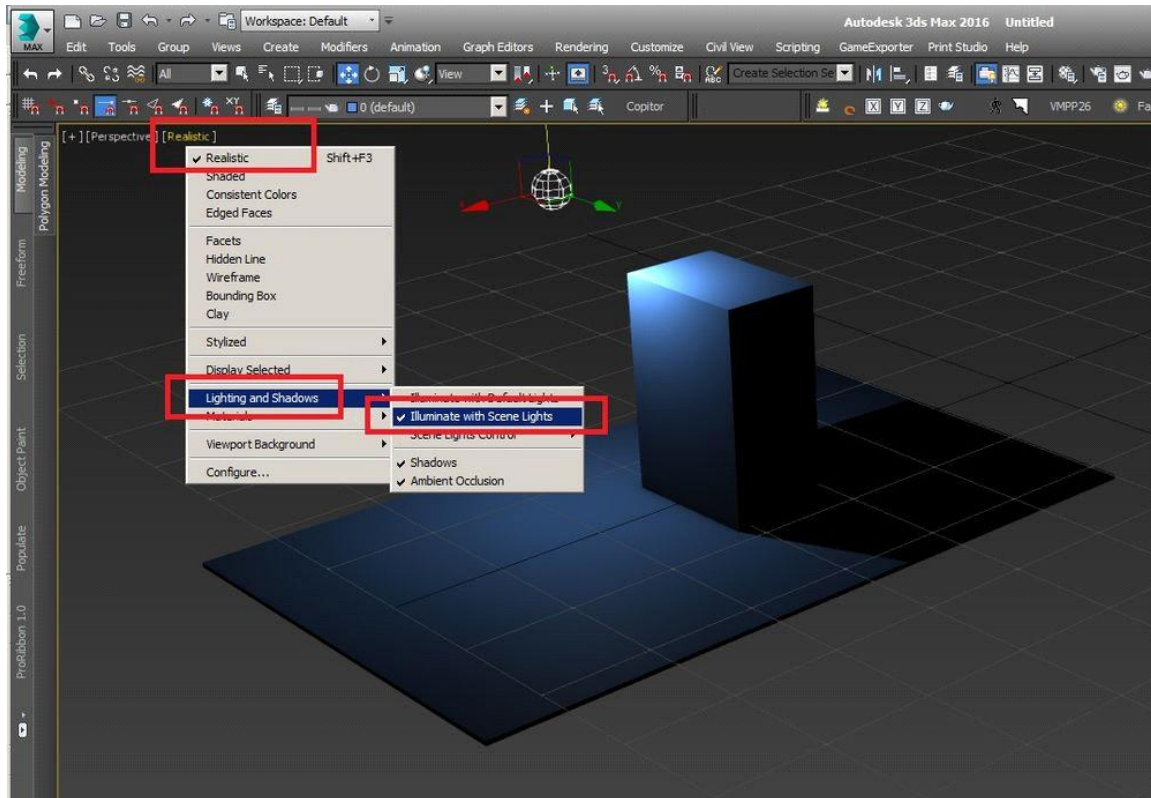 Workspace: Default
Autodesk 3ds Max 2016 Untitled
MAX
Edit Tools Group Views Create Modifiers Animation Graph Editors Rendering Customize Civil View Scripting GameExporter Print Studio Help
All
View
Create Selection Se
0 (default)
Copitor
X Y Z
VMPP26
Fa
[+] [Perspective] [Realistic]
Realistic Shift+F3
Shaded
Consistent Colors
Edged Faces
Facets
Hidden Line
Wireframe
Bounding Box
Clay
Stylized
Display Selected
Lighting and Shadows
Materials
Viewport Background
Configure...
Illuminate with Default Lights
Illuminate with Scene Lights
Scene Lights Control
Shadows
Ambient Occlusion
Modeling
Polygon Modeling
Freeform
Selection
Object Paint
Populate
ProRibbon 1.0
x
y